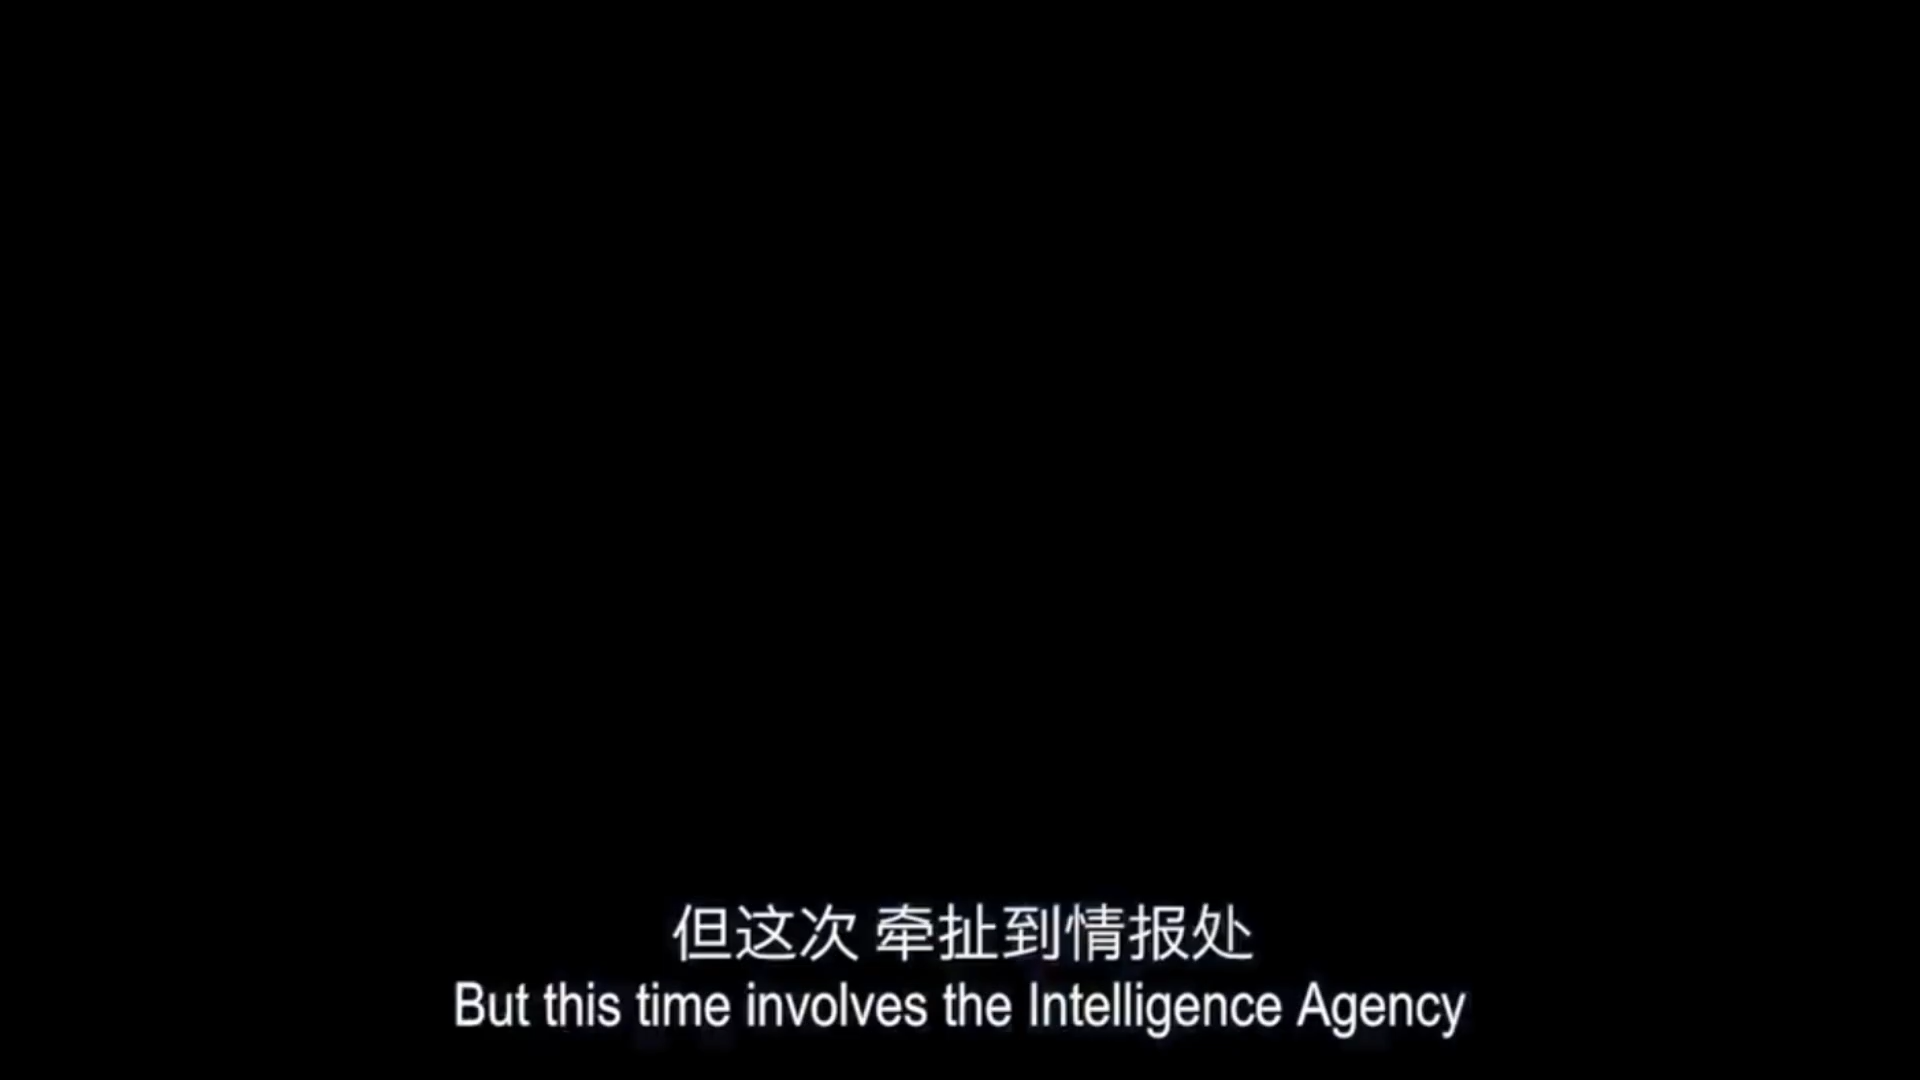 但这次 牵扯到情报处
But this time involves the Intelligence Agency